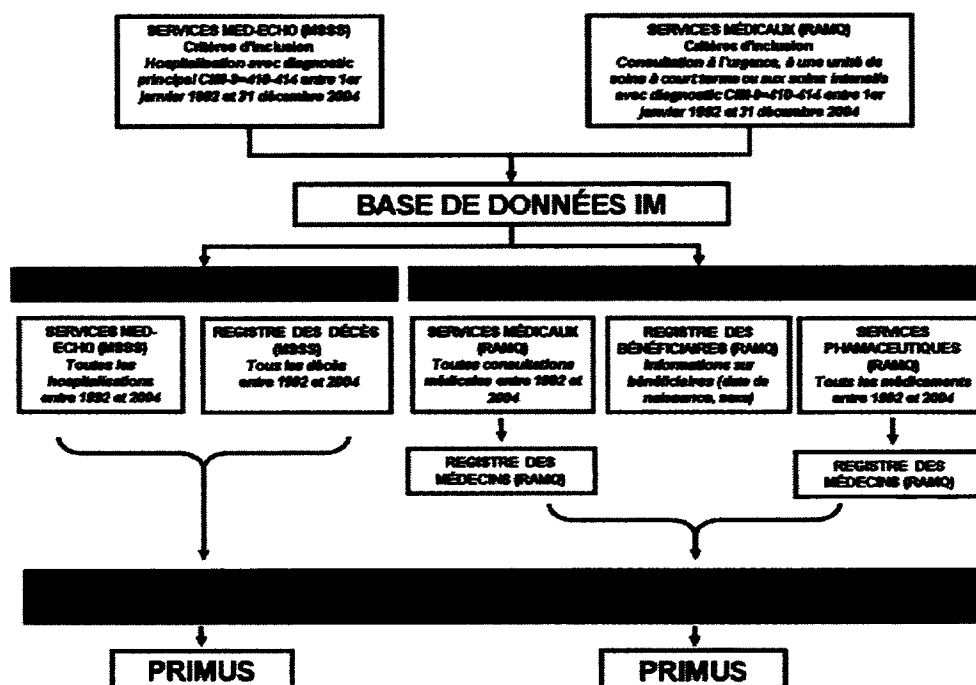 SERVICES MED-ECHO (MSSS)
Critères d'inclusion
Hospitalisation avec diagnostic
principal CIM-9=410-414 entre 1er
janvier 1992 et 31 décembre 2004
SERVICES MÉDICAUX (RAMQ)
Critères d'inclusion
Consultation à l'urgence, à une unité de
soins à court terme ou aux soins intensifs
avec diagnostic CIM-9=410-414 entre 1er
janvier 1992 et 31 décembre 2004
BASE DE DONNÉES IM
SERVICES MED-
ECHO (MSSS)
Toutes les
hospitalisations
entre 1992 et 2004
REGISTRE DES DÉCÈS
(MSSS)
Tous les décès
entre 1992 et 2004
SERVICES MÉDICAUX
(RAMQ)
Toutes consultations
médicales entre 1992 et
2004
REGISTRE DES
BÉNÉFICIAIRES (RAMQ)
Informations sur
bénéficiaires (date de
naissance, sexe)
SERVICES
PHAMACEUTIQUES
(RAMQ)
Touts les médicaments
entre 1992 et 2004
REGISTRE DES
MÉDECINS (RAMQ)
REGISTRE DES
MÉDECINS (RAMQ)
PRIMUS
PRIMUS